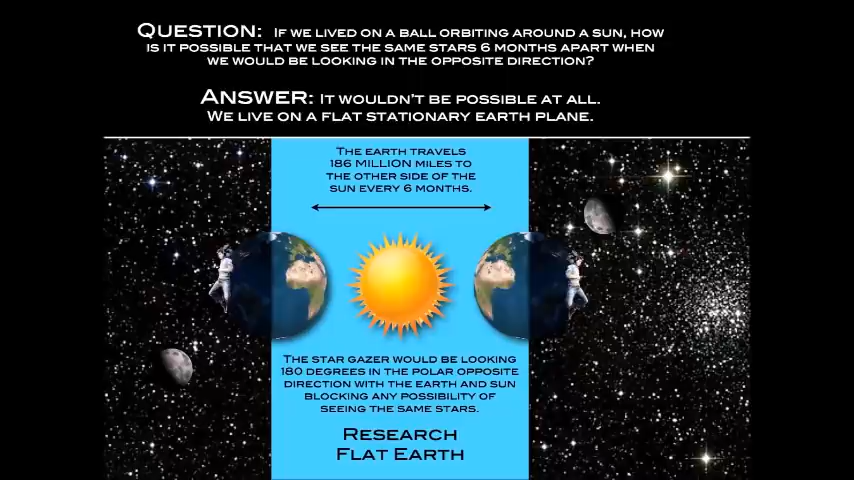 QUESTION: IF WE LIVED ON A BALL ORBITING AROUND A SUN, HOW
IS IT POSSIBLE THAT WE SEE THE SAME STARS 6 MONTHS APART WHEN
WE WOULD BE LOOKING IN THE OPPOSITE DIRECTION?
ANSWER: IT WOULDN'T BE POSSIBLE AT ALL.
WE LIVE ON A FLAT STATIONARY EARTH PLANE.
THE EARTH TRAVELS
186 MILLION MILES TO
THE OTHER SIDE OF THE
SUN EVERY 6 MONTHS.
THE STAR GAZER WOULD BE LOOKING
180 DEGREES IN THE POLAR OPPOSITE
DIRECTION WITH THE EARTH AND SUN
BLOCKING ANY POSSIBILITY OF
SEEING THE SAME STARS.
RESEARCH
FLAT EARTH